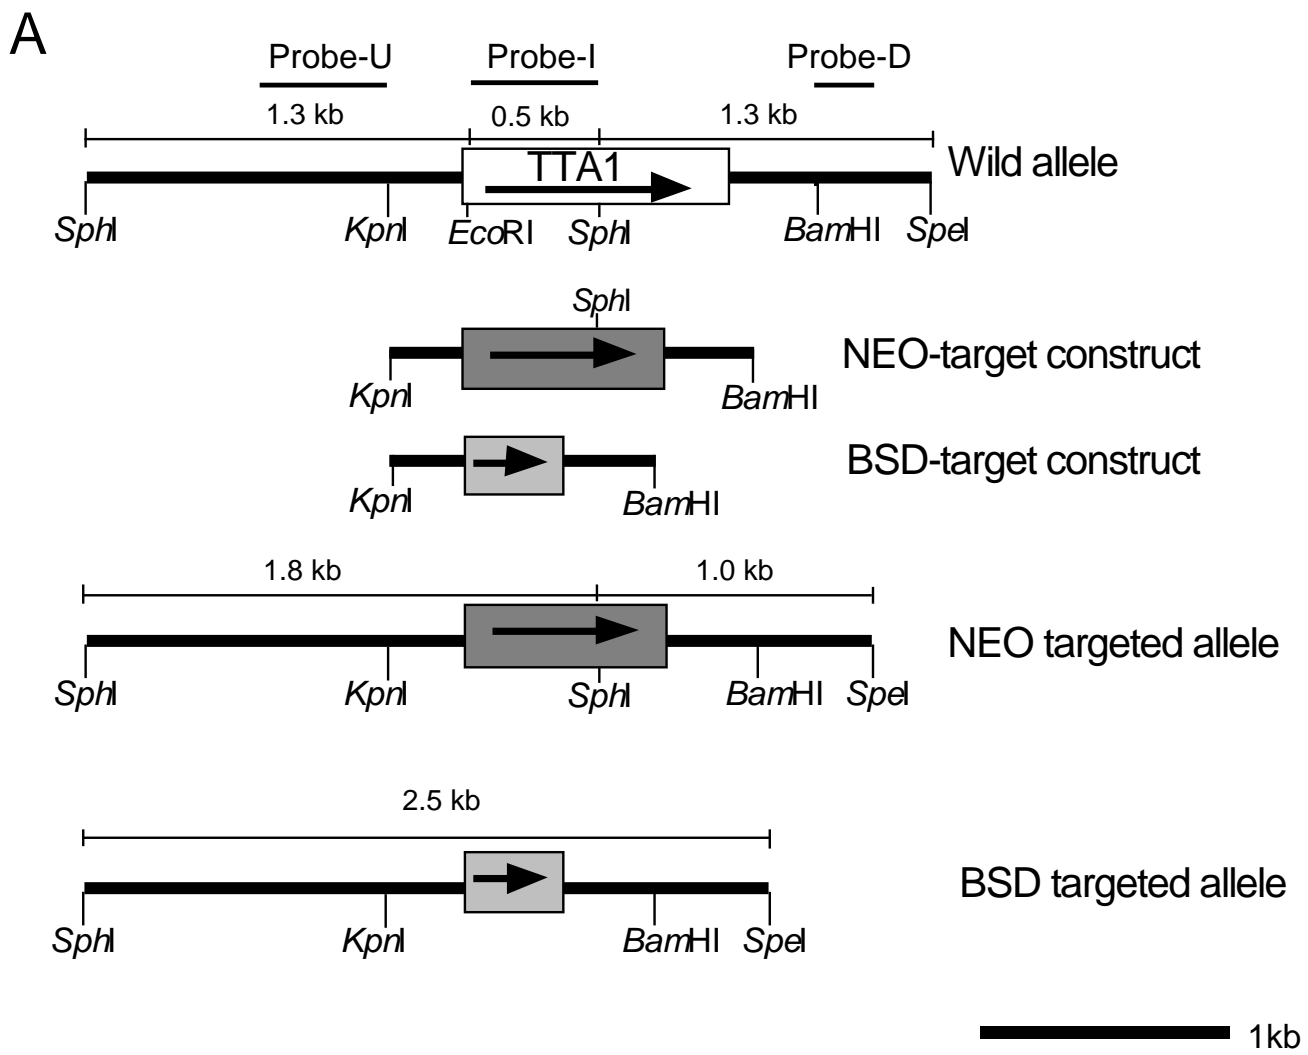 A
Probe-U Probe-I Probe-D
1.3 kb 0.5 kb 1.3 kb
TTA1
Wild allele
SphI KpnI EcoRI SphI BamHI SpeI
SphI
NEO-target construct
KpnI BamHI
BSD-target construct
KpnI BamHI
1.8 kb 1.0 kb
NEO targeted allele
SphI KpnI SphI BamHI SpeI
2.5 kb
BSD targeted allele
SphI KpnI BamHI SpeI
1kb